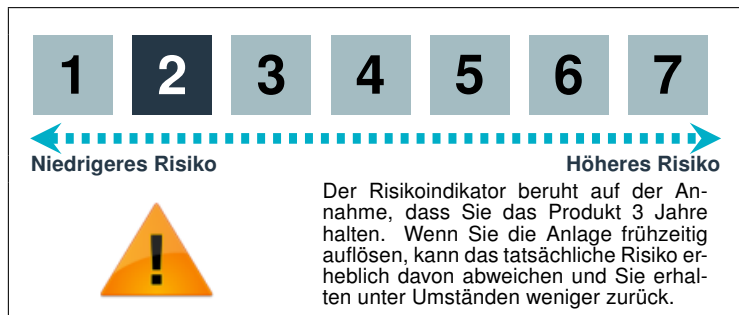 1 2 3 4 5 6 7
Niedrigeres Risiko Höheres Risiko
Der Risikoindikator beruht auf der An-
nahme, dass Sie das Produkt 3 Jahre
halten. Wenn Sie die Anlage frühzeitig
auflösen, kann das tatsächliche Risiko er-
heblich davon abweichen und Sie erhal-
ten unter Umständen weniger zurück.
!